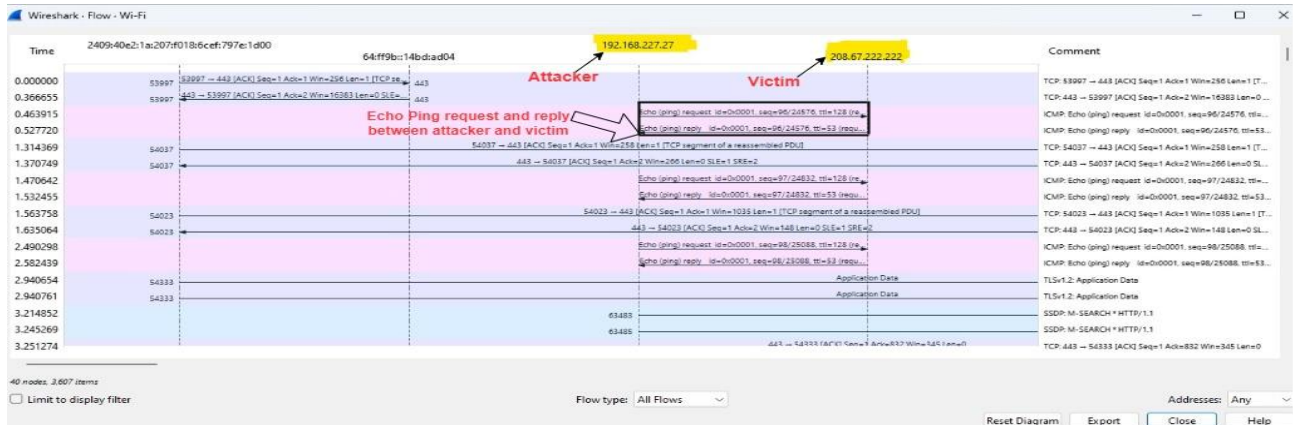 Wireshark · Flow · Wi-Fi
Time 2409:40e2:1a:207:f018:6cef:797e:1d00 64:ff9b::14bd:ad04 192.168.227.27 208.67.222.222 Comment
Attacker Victim
Echo Ping request and reply
between attacker and victim
0.000000 53997 53997 → 443 [ACK] Seq=1 Ack=1 Win=256 Len=1 [TCP se... 443 TCP: 53997 → 443 [ACK] Seq=1 Ack=1 Win=256 Len=1 [T...
0.366655 53997 443 → 53997 [ACK] Seq=1 Ack=2 Win=16383 Len=0 SLE=... 443 TCP: 443 → 53997 [ACK] Seq=1 Ack=2 Win=16383 Len=0 ...
0.463915 Echo (ping) request id=0x0001, seq=96/24576, ttl=128 (re... ICMP: Echo (ping) request id=0x0001, seq=96/24576, ttl=...
0.527720 Echo (ping) reply id=0x0001, seq=96/24576, ttl=53 (requ... ICMP: Echo (ping) reply id=0x0001, seq=96/24576, ttl=53...
1.314369 54037 54037 → 443 [ACK] Seq=1 Ack=1 Win=258 Len=1 [TCP segment of a reassembled PDU] TCP: 54037 → 443 [ACK] Seq=1 Ack=1 Win=258 Len=1 [T...
1.370749 54037 443 → 54037 [ACK] Seq=1 Ack=2 Win=266 Len=0 SLE=1 SRE=2 TCP: 443 → 54037 [ACK] Seq=1 Ack=2 Win=266 Len=0 SL...
1.470642 Echo (ping) request id=0x0001, seq=97/24832, ttl=128 (re... ICMP: Echo (ping) request id=0x0001, seq=97/24832, ttl=...
1.532455 Echo (ping) reply id=0x0001, seq=97/24832, ttl=53 (requ... ICMP: Echo (ping) reply id=0x0001, seq=97/24832, ttl=53...
1.563758 54023 54023 → 443 [ACK] Seq=1 Ack=1 Win=1035 Len=1 [TCP segment of a reassembled PDU] TCP: 54023 → 443 [ACK] Seq=1 Ack=1 Win=1035 Len=1 [T...
1.635064 54023 443 → 54023 [ACK] Seq=1 Ack=2 Win=148 Len=0 SLE=1 SRE=2 TCP: 443 → 54023 [ACK] Seq=1 Ack=2 Win=148 Len=0 SL...
2.490298 Echo (ping) request id=0x0001, seq=98/25088, ttl=128 (re... ICMP: Echo (ping) request id=0x0001, seq=98/25088, ttl=...
2.582439 Echo (ping) reply id=0x0001, seq=98/25088, ttl=53 (requ... ICMP: Echo (ping) reply id=0x0001, seq=98/25088, ttl=53...
2.940654 54333 Application Data TLSv1.2: Application Data
2.940761 54333 Application Data TLSv1.2: Application Data
3.214852 63483 SSDP: M-SEARCH * HTTP/1.1
3.245269 63485 SSDP: M-SEARCH * HTTP/1.1
3.251274 443 → 54333 [ACK] Seq=1 Ack=832 Win=345 Len=0 TCP: 443 → 54333 [ACK] Seq=1 Ack=832 Win=345 Len=0
40 nodes, 3,607 items
Limit to display filter Flow type: All Flows Addresses: Any
Reset Diagram Export Close Help